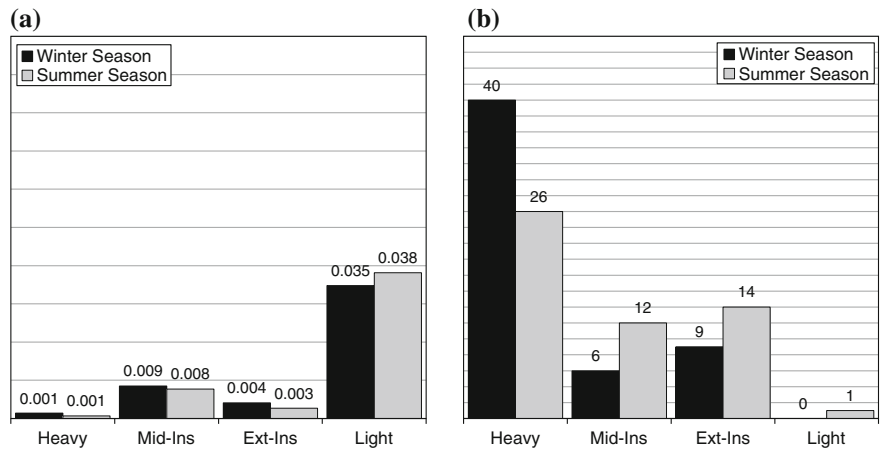 (a)
Winter Season
Summer Season
0.001 0.001
0.009 0.008
0.004 0.003
0.035 0.038
Heavy Mid-Ins Ext-Ins Light
(b)
Winter Season
Summer Season
40
26
6
12
9
14
0
1
Heavy Mid-Ins Ext-Ins Light